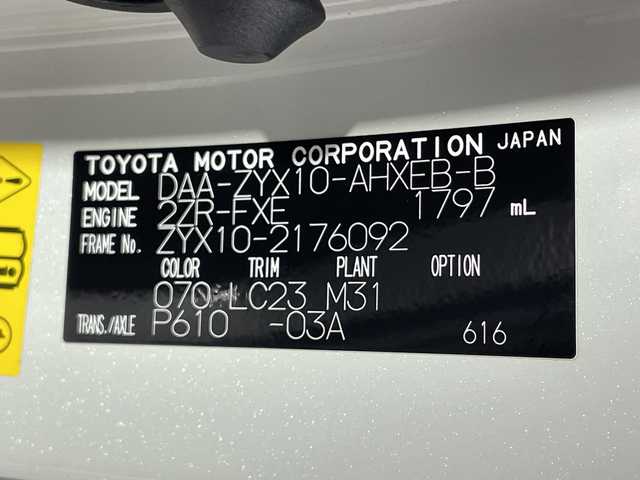 TOYOTA MOTOR CORPORATION JAPAN
MODEL DAA-ZYX10-AHXEB-B
ENGINE 2ZR-FXE 1797 mL
FRAME No. ZYX10-2176092
COLOR TRIM PLANT OPTION
070 LC23 M31
TRANS./AXLE P610 -03A 616